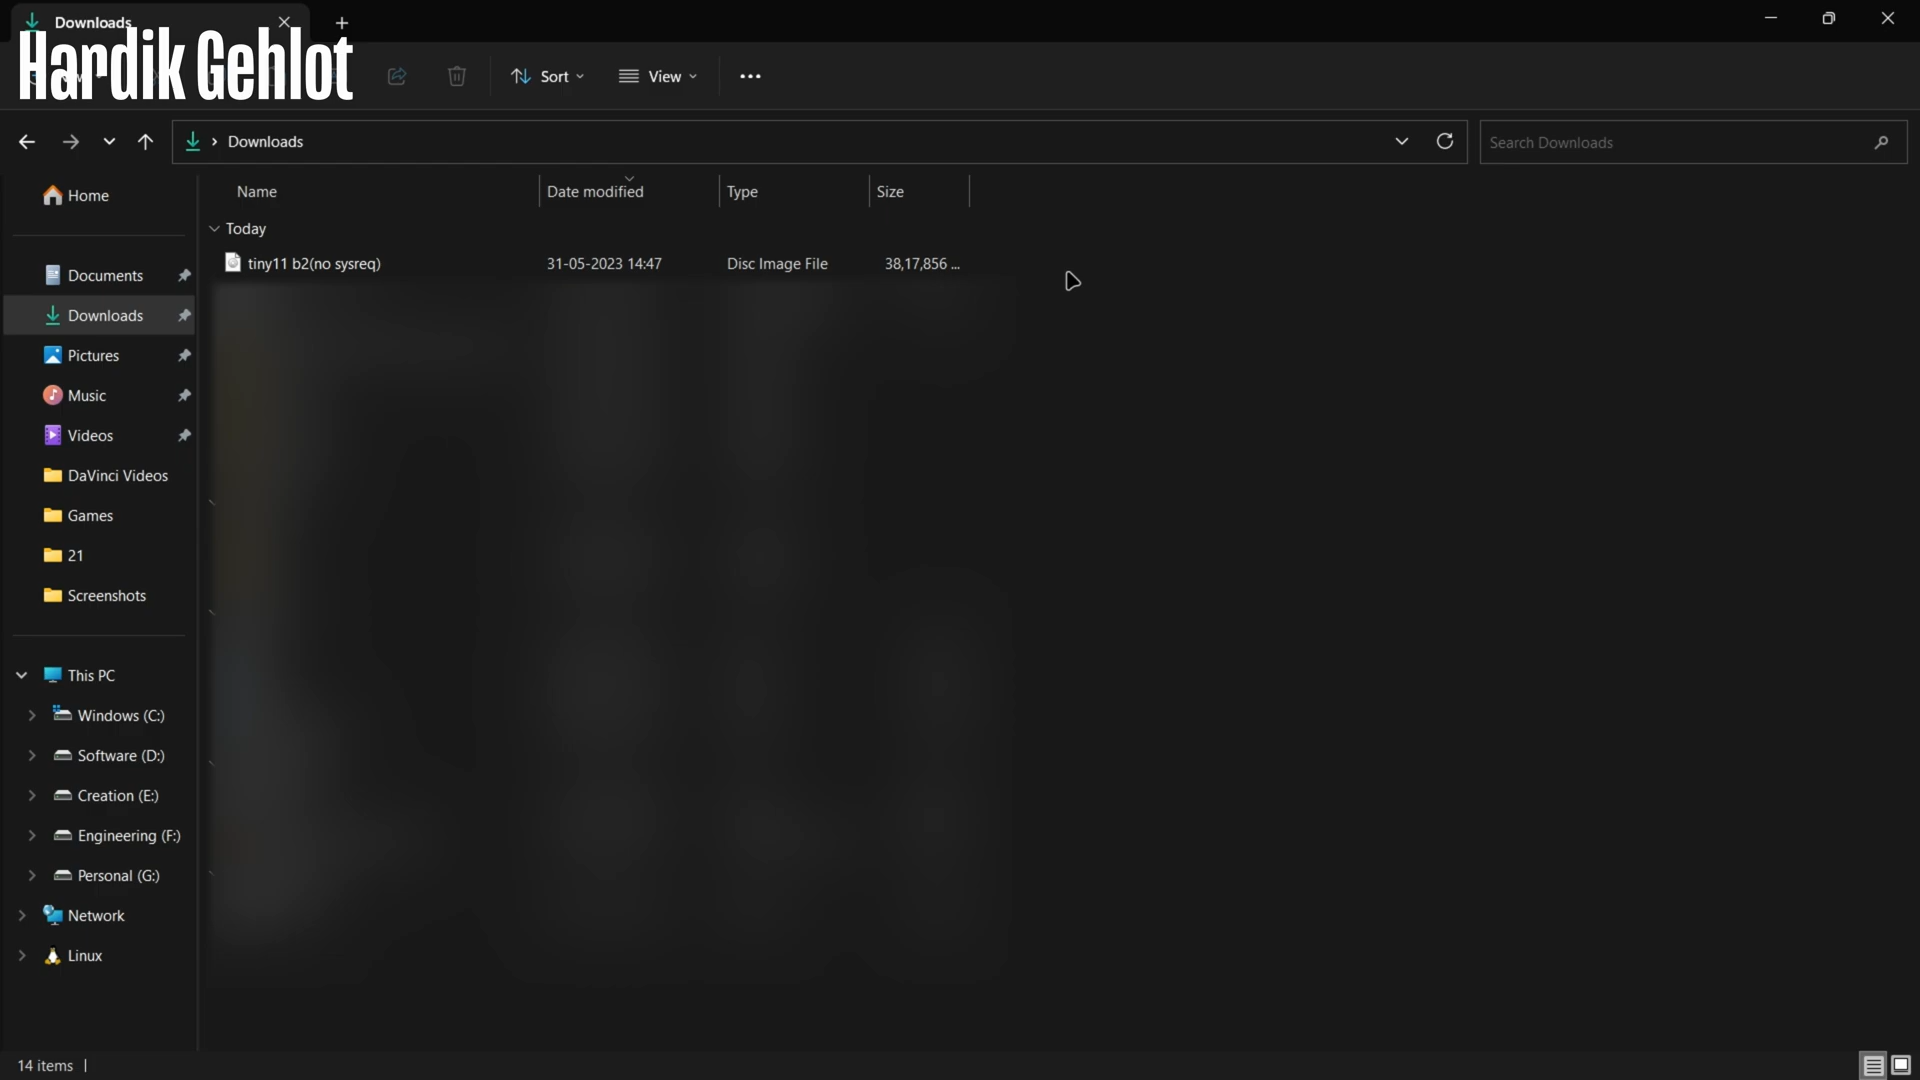 Downloads
Hardik Gehlot
Sort
View
Downloads
Search Downloads
Home
Documents
Downloads
Pictures
Music
Videos
DaVinci Videos
Games
21
Screenshots
This PC
Windows (C:)
Software (D:)
Creation (E:)
Engineering (F:)
Personal (G:)
Network
Linux
Name Date modified Type Size
Today
tiny11 b2(no sysreq) 31-05-2023 14:47 Disc Image File 38,17,856 ...
14 items